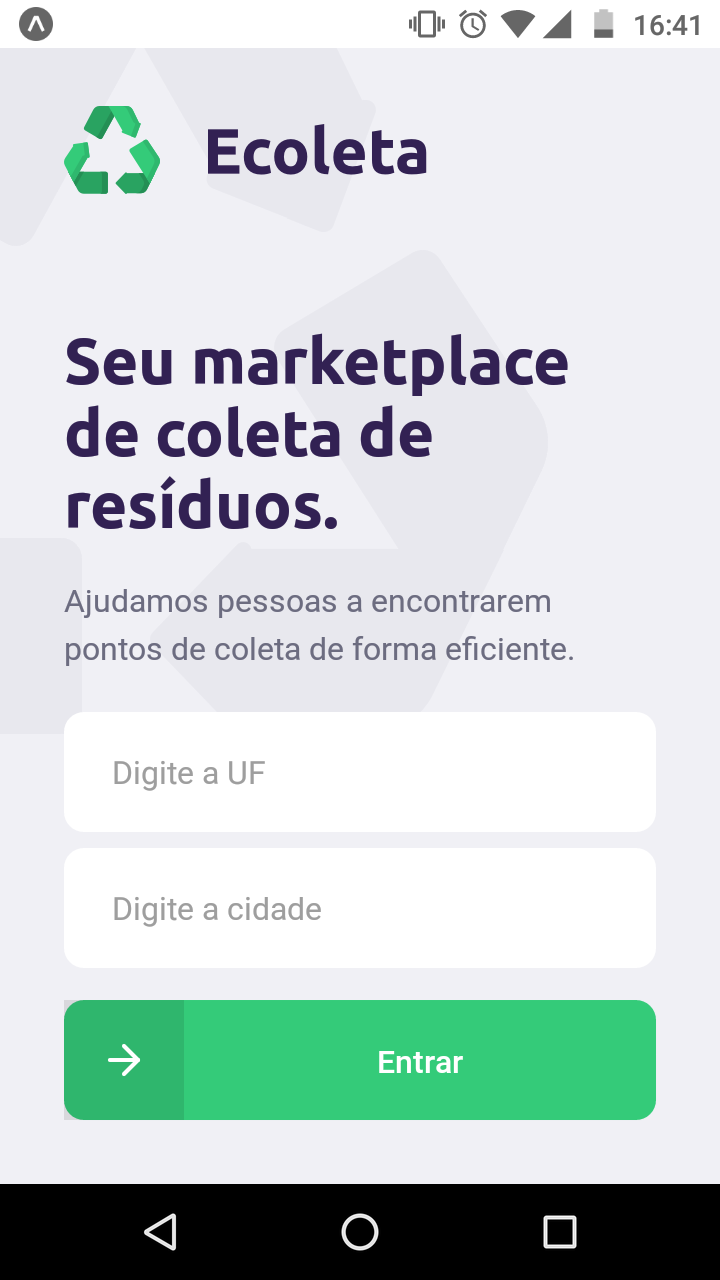 16:41
Ecoleta
Seu marketplace
de coleta de
resíduos.
Ajudamos pessoas a encontrarem
pontos de coleta de forma eficiente.
Digite a UF
Digite a cidade
Entrar